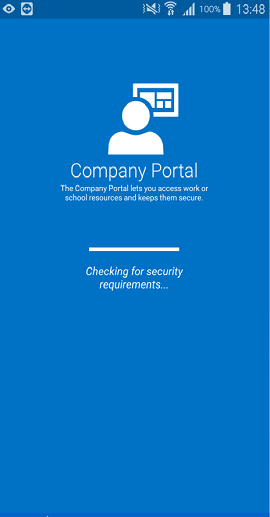 100% 13:48
Company Portal
The Company Portal lets you access work or
school resources and keeps them secure.
Checking for security
requirements...